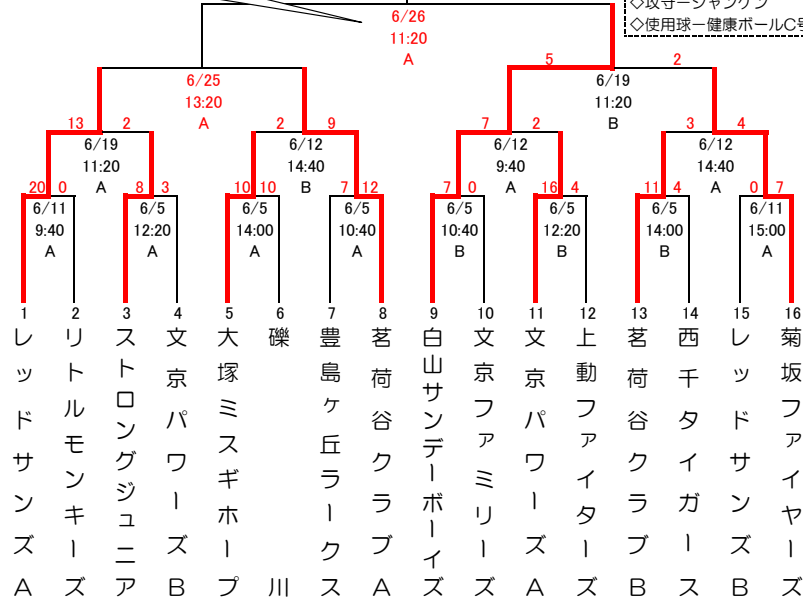 ◇攻守ージャンケン
◇使用球ー健康ボールC号
6/26
11:20
A
5 2
6/25
13:20
A
6/19
11:20
B
13 2
2 9
7 2
3 4
6/19
11:20
A
6/12
14:40
B
6/12
9:40
A
6/12
14:40
A
20 0
8 3
10 10
7 12
7 0
16 4
11 4
0 7
6/11
9:40
A
6/5
12:20
A
6/5
14:00
A
6/5
10:40
A
6/5
10:40
B
6/5
12:20
B
6/5
14:00
B
6/11
15:00
A
1 2 3 4 5 6 7 8 9 10 11 12 13 14 15 16
レッドサンズA
リトルモンキーズ
ストロングジュニア
文京パワーズB
大塚ミスギホープ
礫川
豊島ヶ丘ラークス
茗荷谷クラブA
白山サンデーボーイズ
文京ファミリーズ
文京パワーズA
上動ファイターズ
茗荷谷クラブB
西千タイガース
レッドサンズB
菊坂ファイヤーズ